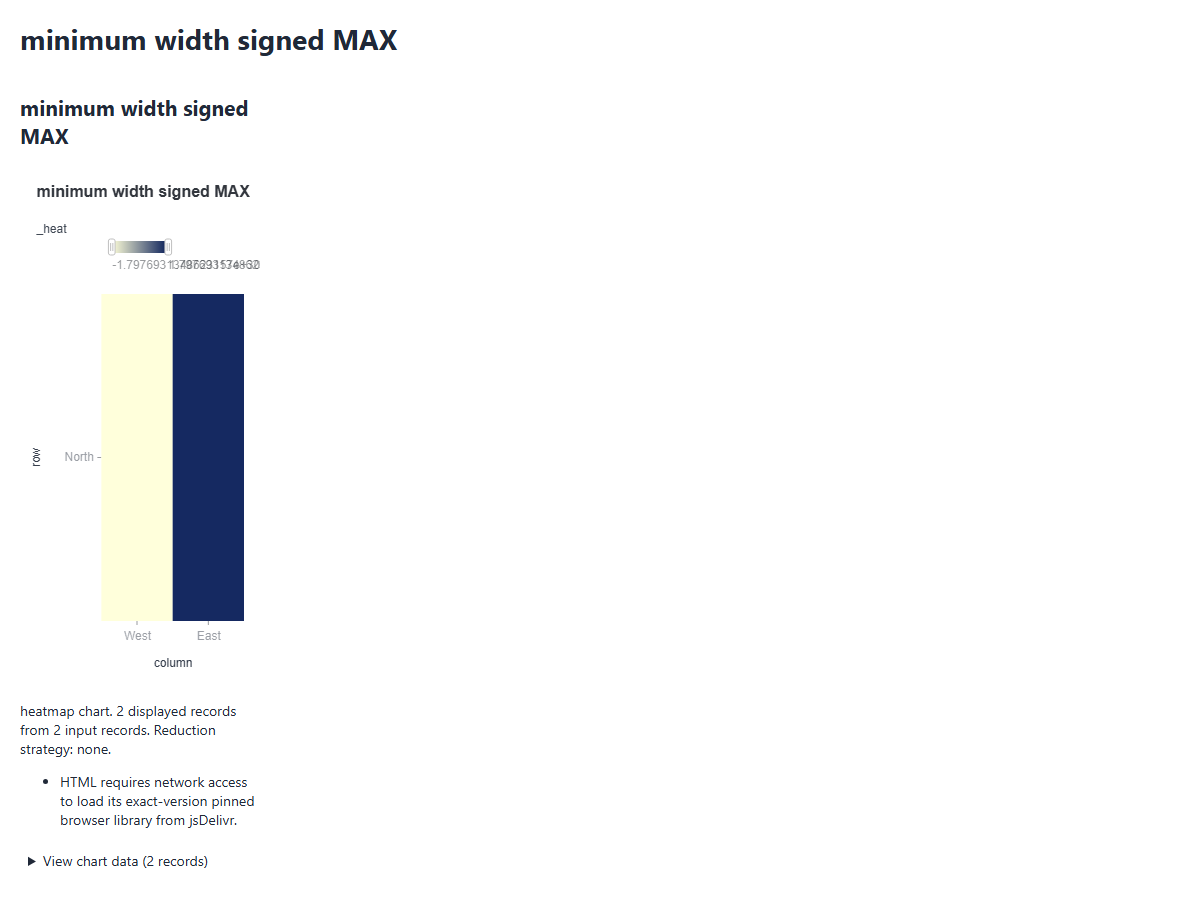 minimum width signed MAX
minimum width signed
MAX
minimum width signed MAX
_heat
North
row
West
East
column
heatmap chart. 2 displayed records
from 2 input records. Reduction
strategy: none.
HTML requires network access
to load its exact-version pinned
browser library from jsDelivr.
View chart data (2 records)